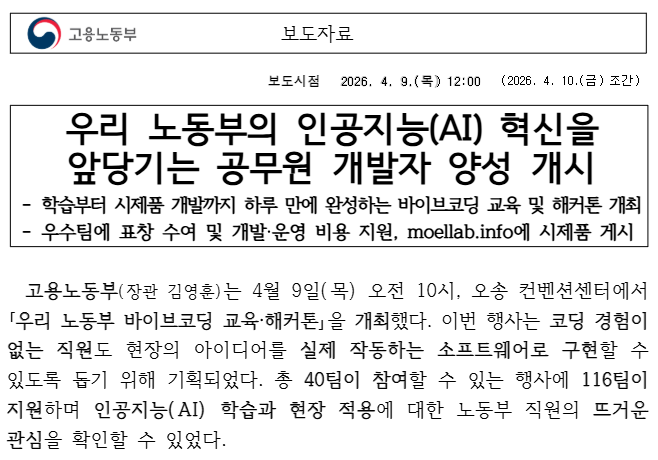 고용노동부
보도자료
보도시점 2026. 4. 9.(목) 12:00 (2026. 4. 10.(금) 조간)
우리 노동부의 인공지능(AI) 혁신을
앞당기는 공무원 개발자 양성 개시
- 학습부터 시제품 개발까지 하루 만에 완성하는 바이브코딩 교육 및 해커톤 개최
- 우수팀에 표창 수여 및 개발·운영 비용 지원, moellab.info에 시제품 게시
고용노동부(장관 김영훈)는 4월 9일(목) 오전 10시, 오송 컨벤션센터에서
「우리 노동부 바이브코딩 교육·해커톤」을 개최했다. 이번 행사는 코딩 경험이
없는 직원도 현장의 아이디어를 실제 작동하는 소프트웨어로 구현할 수
있도록 돕기 위해 기획되었다. 총 40팀이 참여할 수 있는 행사에 116팀이
지원하며 인공지능(AI) 학습과 현장 적용에 대한 노동부 직원의 뜨거운
관심을 확인할 수 있었다.